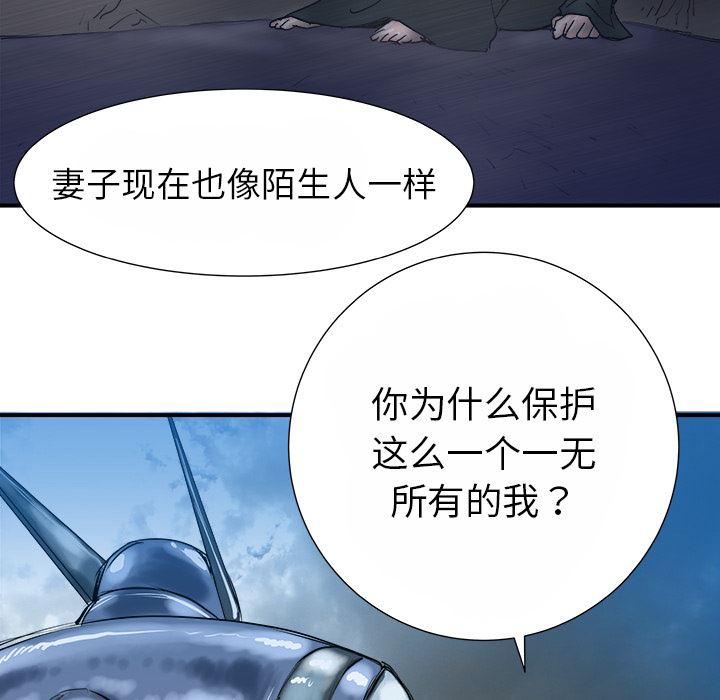 妻子现在也像陌生人一样
你为什么保护
这么一个一无
所有的我？